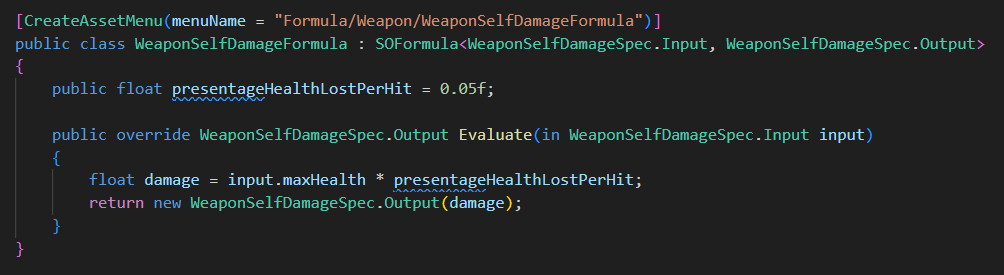 [CreateAssetMenu(menuName = "Formula/Weapon/WeaponSelfDamageFormula")]
public class WeaponSelfDamageFormula : SOFormula<WeaponSelfDamageSpec.Input, WeaponSelfDamageSpec.Output>
{
    public float presentageHealthLostPerHit = 0.05f;

    public override WeaponSelfDamageSpec.Output Evaluate(in WeaponSelfDamageSpec.Input input)
    {
        float damage = input.maxHealth * presentageHealthLostPerHit;
        return new WeaponSelfDamageSpec.Output(damage);
    }
}